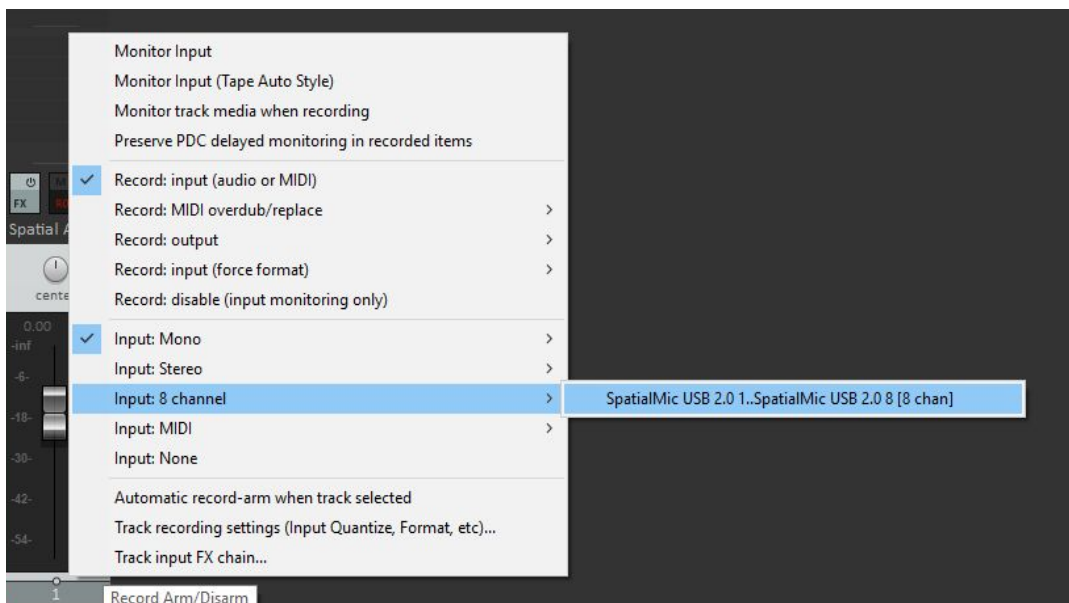 Monitor Input
Monitor Input (Tape Auto Style)
Monitor track media when recording
Preserve PDC delayed monitoring in recorded items
Record: input (audio or MIDI)
Record: MIDI overdub/replace
Record: output
Record: input (force format)
Record: disable (input monitoring only)
Input: Mono
Input: Stereo
Input: 8 channel
SpatialMic USB 2.0 1..SpatialMic USB 2.0 8 [8 chan]
Input: MIDI
Input: None
Automatic record-arm when track selected
Track recording settings (Input Quantize, Format, etc)...
Track input FX chain...
FX
M
Spatial
cente
0.00
-inf
-6-
-18-
-30-
-42-
-54-
1
Record Arm/Disarm